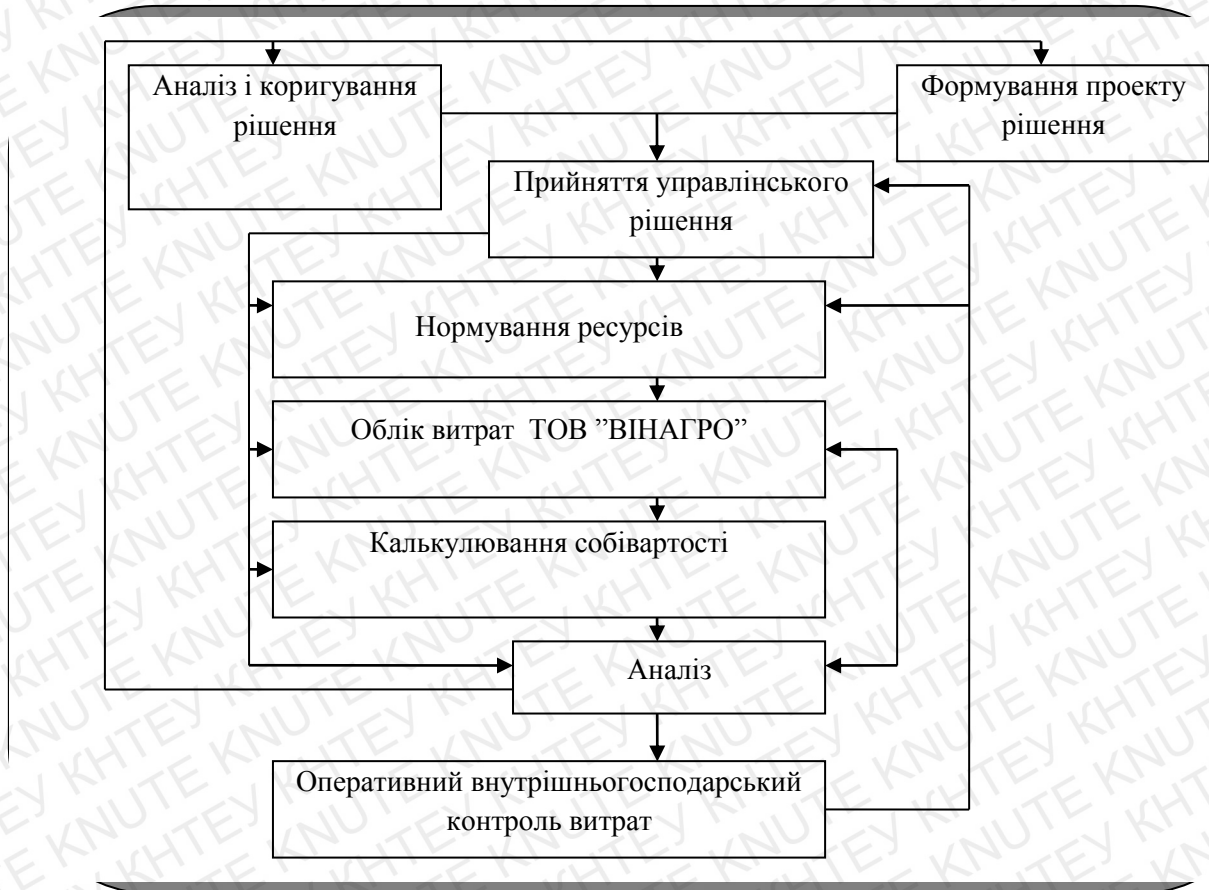 Аналіз і коригування
рішення
Формування проекту
рішення
Прийняття управлінського
рішення
Нормування ресурсів
Облік витрат ТОВ ”ВІНАГРО”
Калькулювання собівартості
Аналіз
Оперативний внутрішньогосподарський
контроль витрат